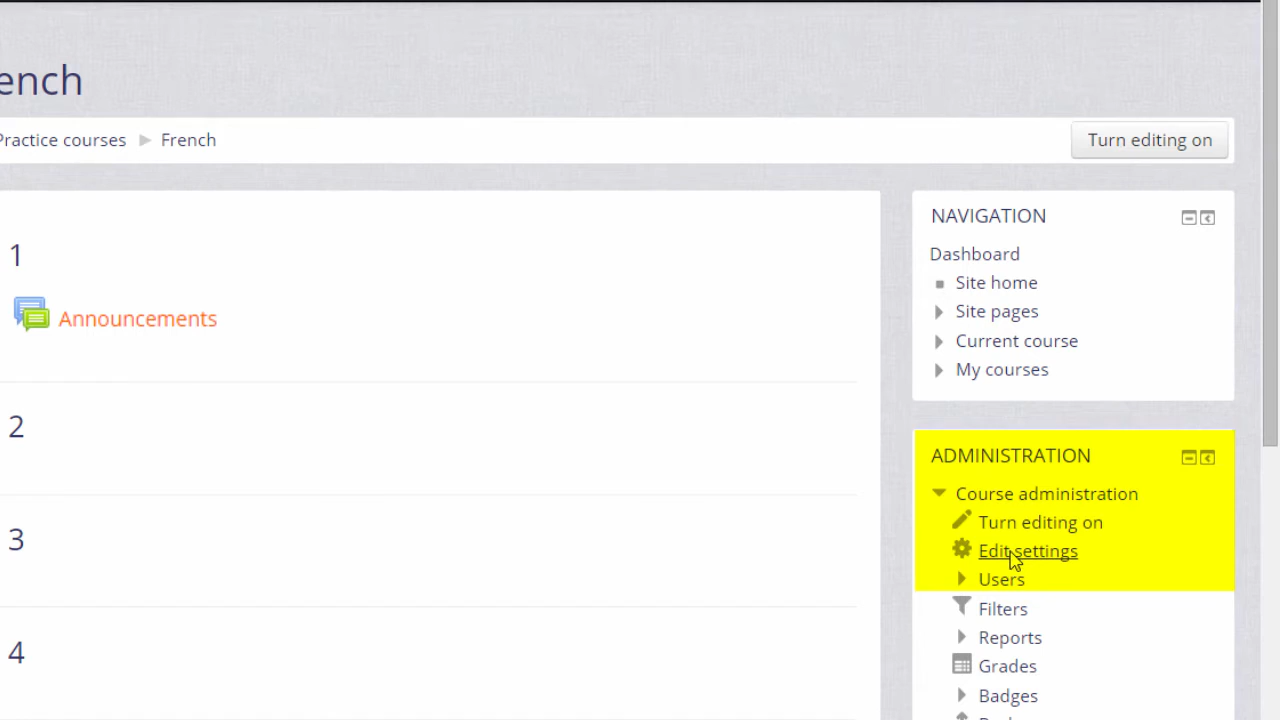 ench
Practice courses French
Turn editing on
1
Announcements
2
3
4
NAVIGATION
Dashboard
Site home
Site pages
Current course
My courses
ADMINISTRATION
Course administration
Turn editing on
Edit settings
Users
Filters
Reports
Grades
Badges